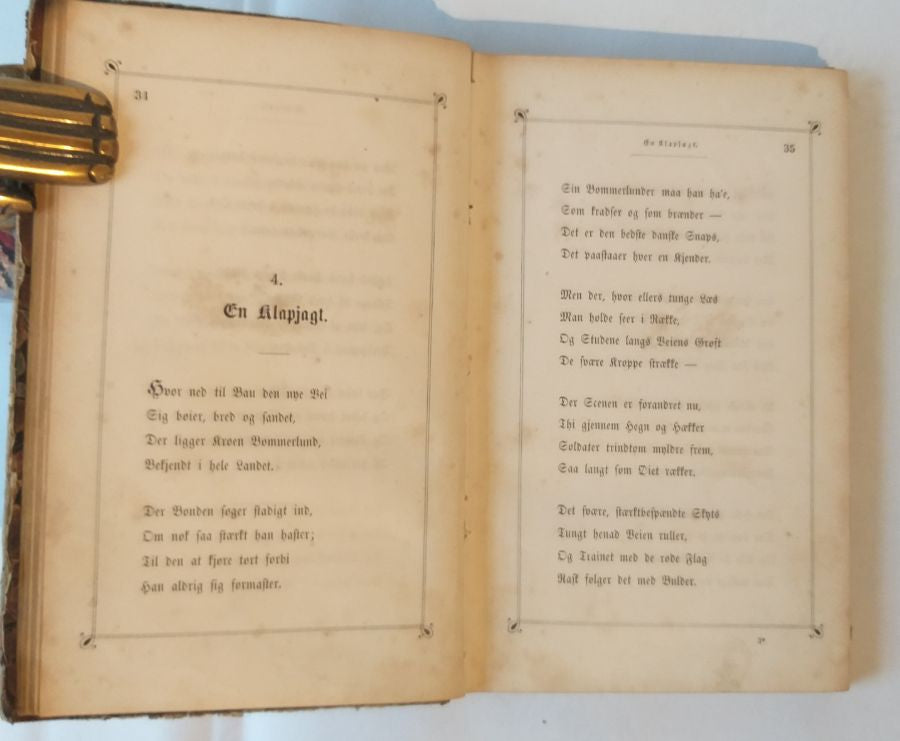 34
4.
En Klapjagt.
Hvor ned til Bau den nye Vei
Sig bøier, bred og sandet,
Der ligger Kroen Bommerlund,
Bekjendt i hele Landet.
Der Bonden søger stadigt ind,
Om nok saa stærkt han haster;
Til den at kjøre tørt forbi
Han aldrig sig formaster.
En Klapjagt.
35
Sin Bommerlunder maa han ha'e,
Som kradser og som brænder —
Det er den bedste danske Snaps,
Det paastaaer hver en Kjender.
Men der, hvor ellers tunge Læs
Man holde seer i Række,
Og Studene langs Veiens Grøft
De svære Kroppe strække —
Der Scenen er forandret nu,
Thi gjennem Hegn og Hækker
Soldater trindtom myldre frem,
Saa langt som Øiet rækker.
Det svære, stærktbespændte Skyts
Tungt henad Veien ruller,
Og Trainet med de røde Flag
Rask følger det med Bulder.
3*